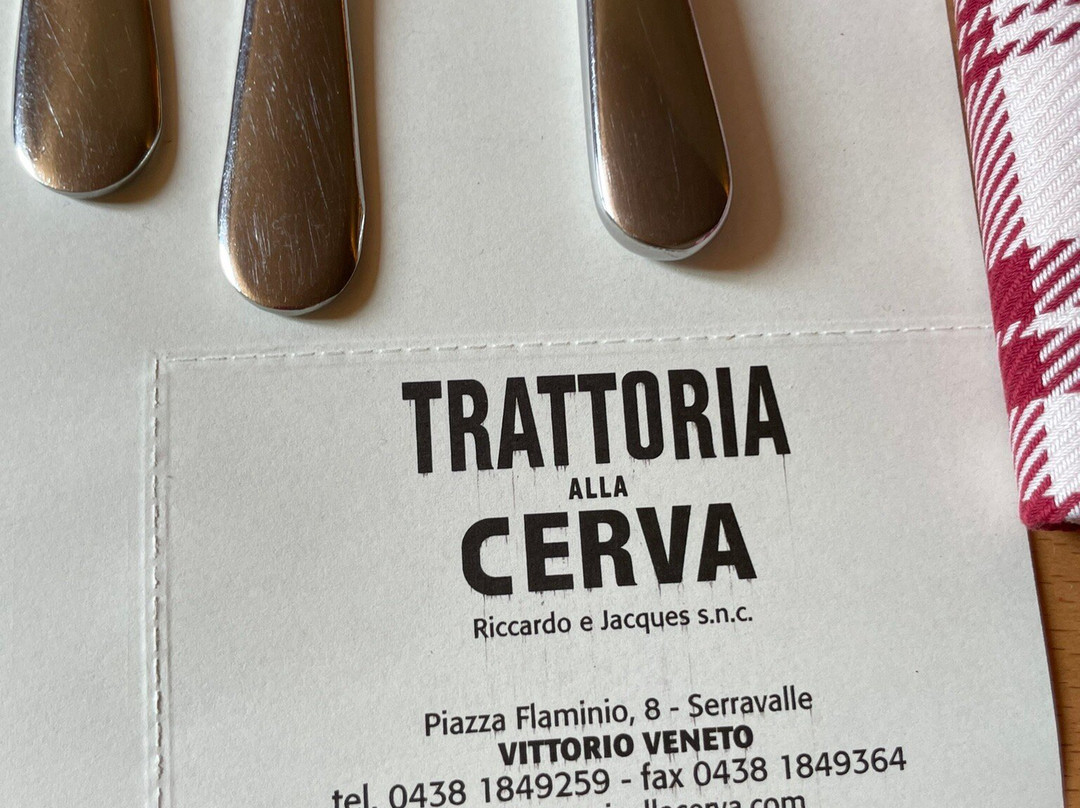 TRATTORIA
ALLA
CERVA
Riccardo e Jacques s.n.c.
Piazza Flaminio, 8 - Serravalle
VITTORIO VENETO
tel. 0438 1849259 - fax 0438 1849364